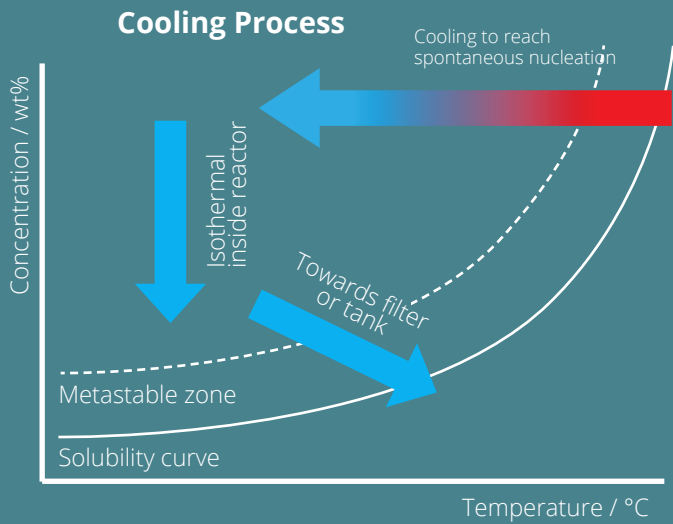 Cooling Process
Cooling to reach
spontaneous nucleation
Concentration / wt%
Isothermal
inside reactor
Towards filter
or tank
Metastable zone
Solubility curve
Temperature / °C